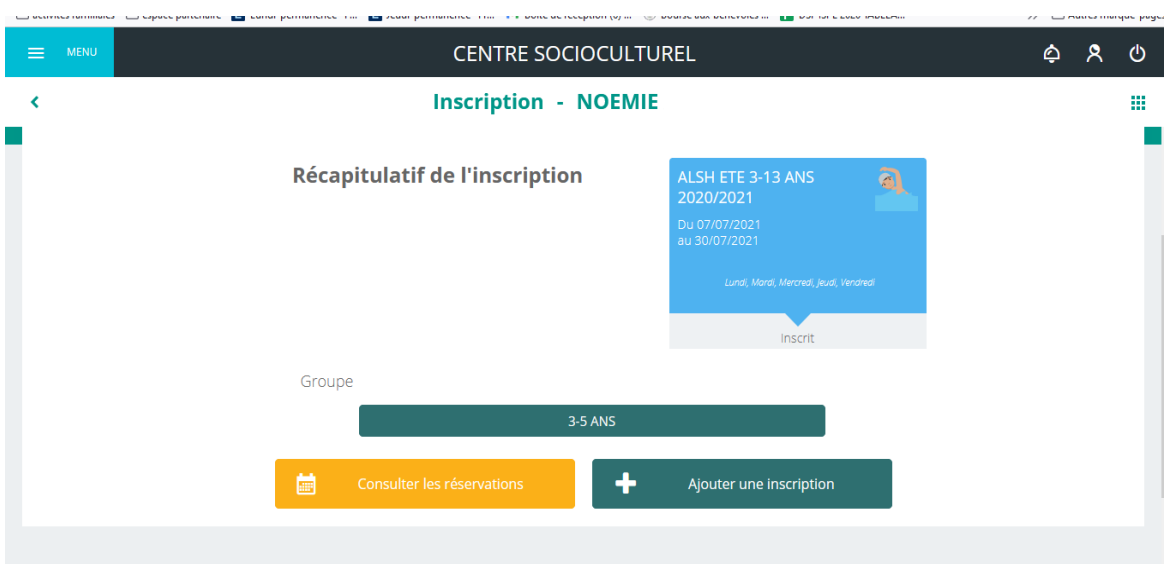 MENU
CENTRE SOCIOCULTUREL
Inscription - NOEMIE
Récapitulatif de l'inscription
ALSH ETE 3-13 ANS
2020/2021
Du 07/07/2021
au 30/07/2021
Lundi, Mardi, Mercredi, Jeudi, Vendredi
Inscrit
Groupe
3-5 ANS
Consulter les réservations
Ajouter une inscription